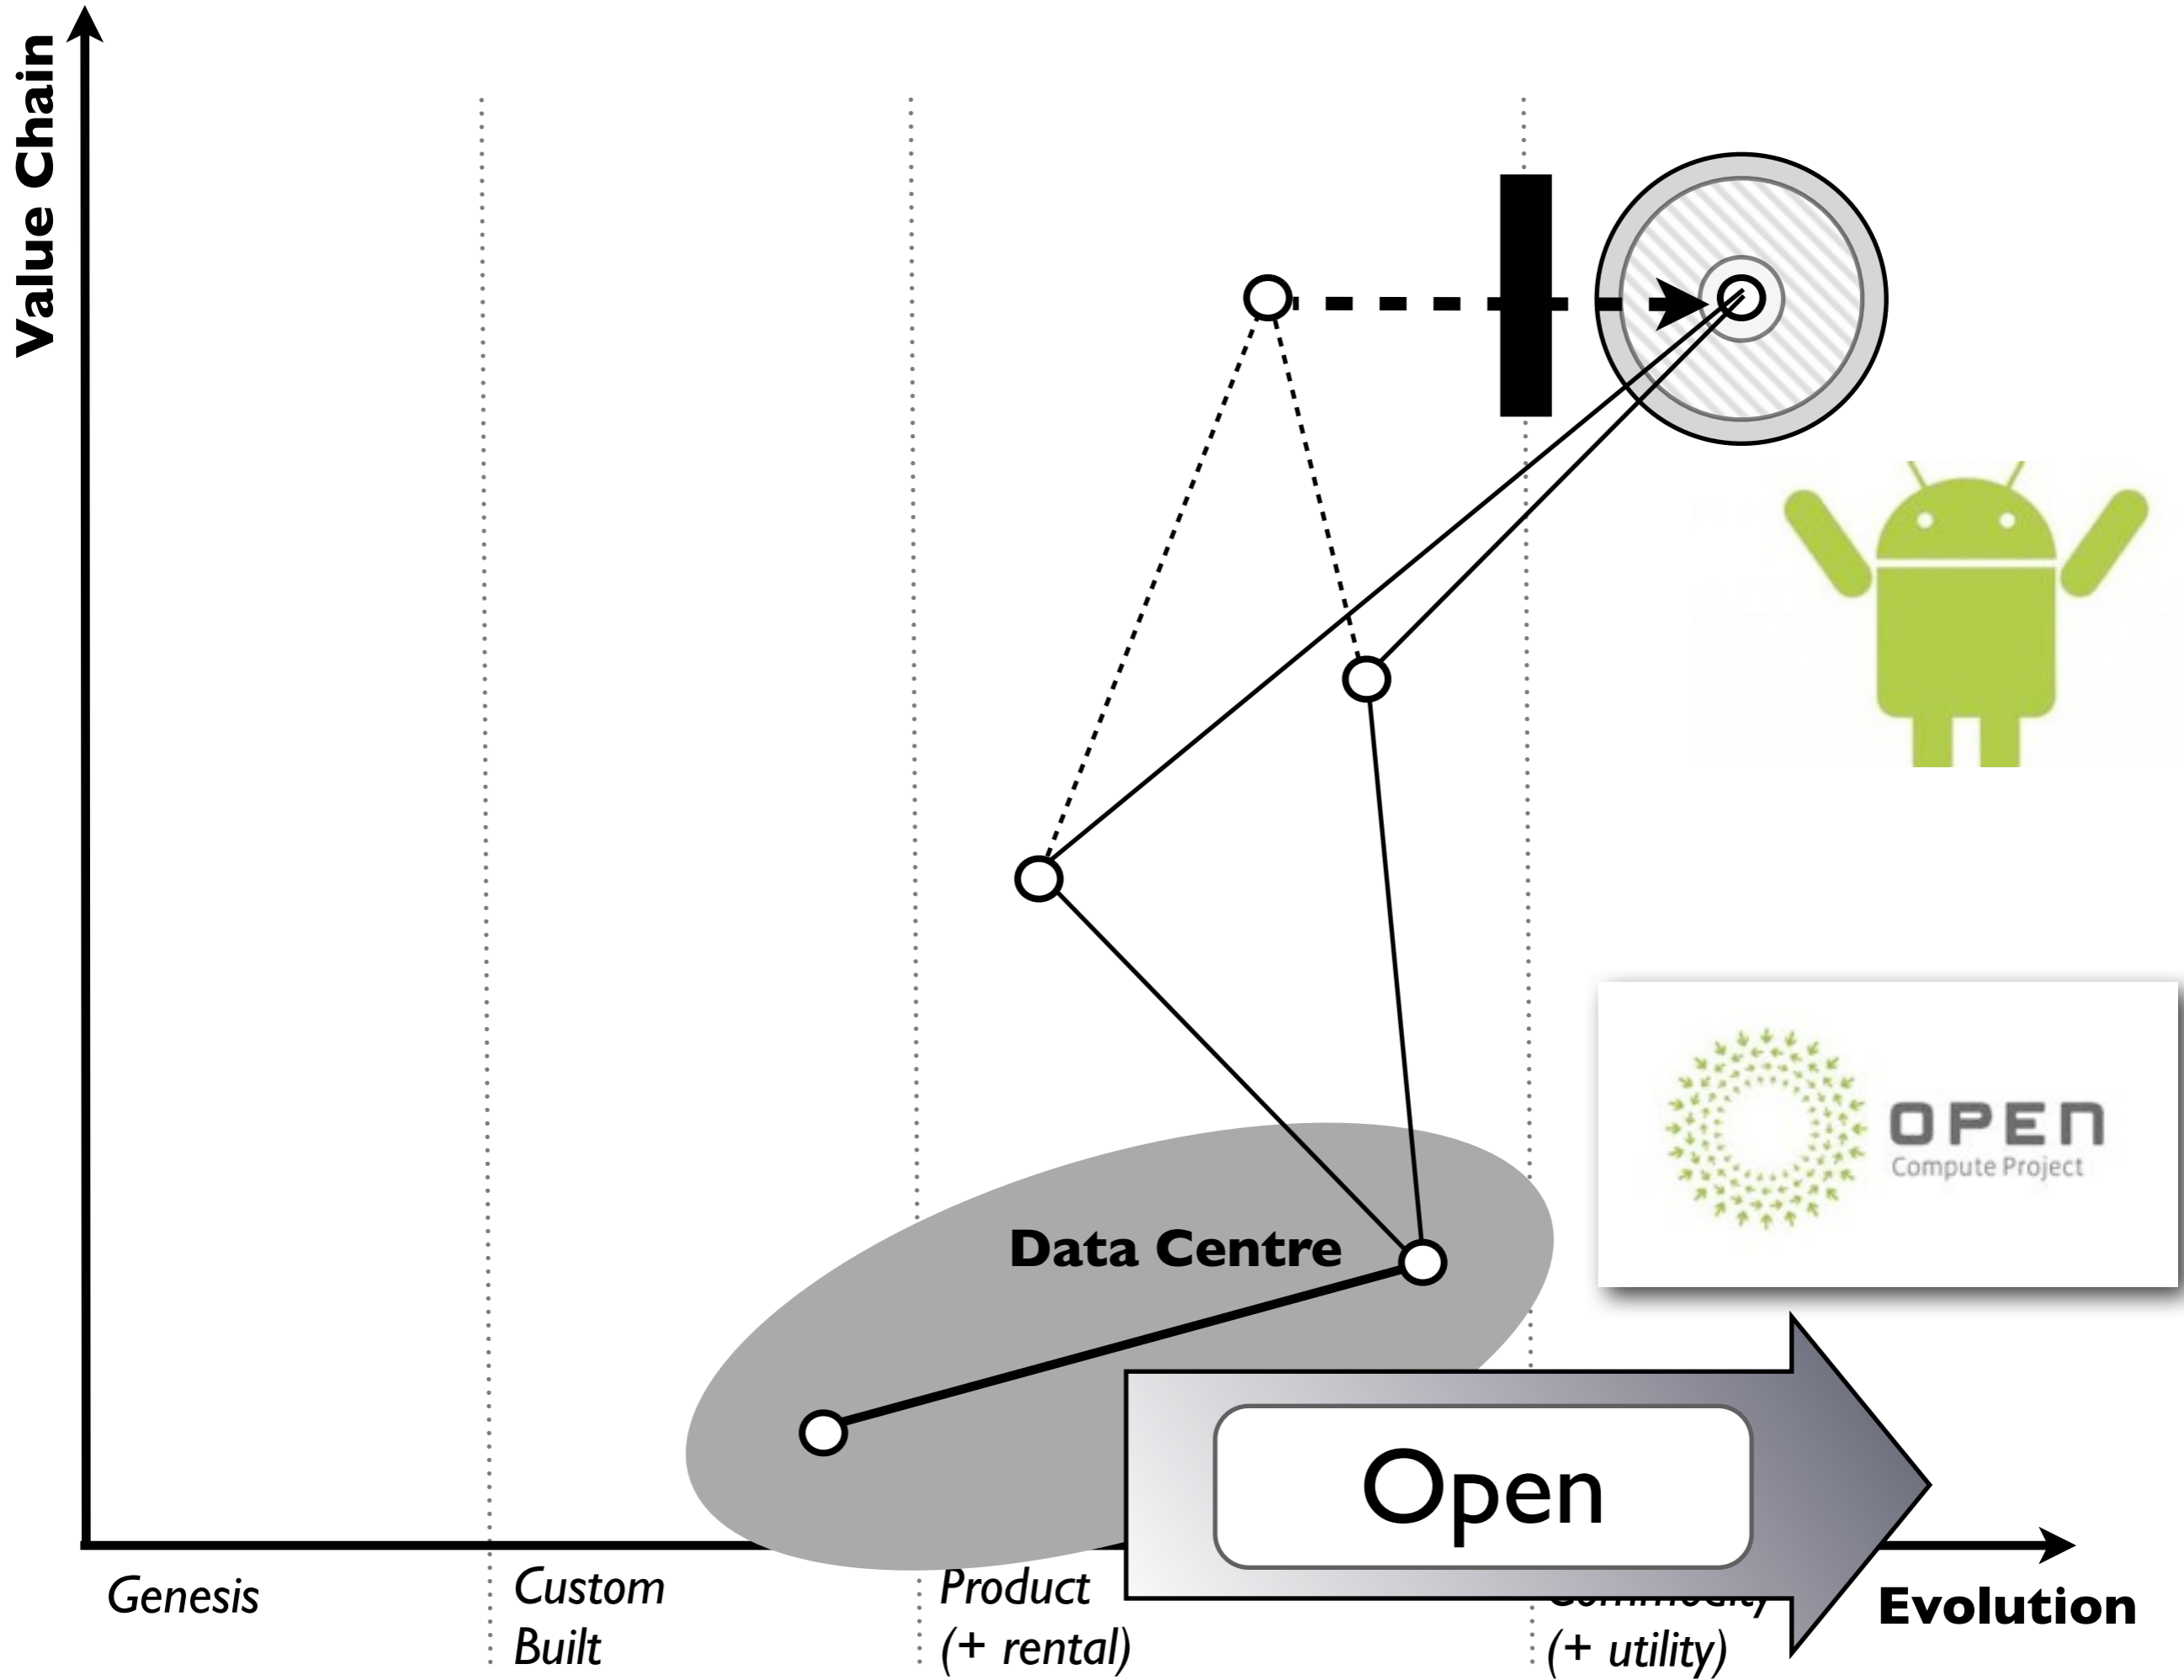 Value Chain
OPEN
Compute Project
Data Centre
Open
Genesis
Custom
Built
Product
(+ rental)
(+ utility)
Evolution